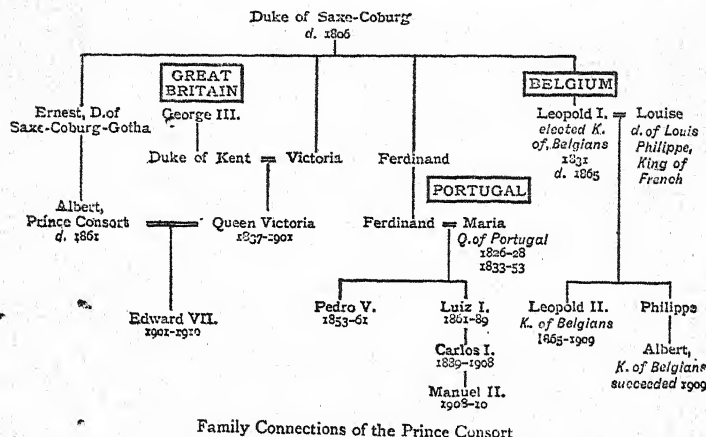 Duke of Saxe-Coburg
d. 1806
GREAT
BRITAIN
BELGIUM
Ernest, D. of
Saxe-Coburg-Gotha
George III.
Leopold I. = Louise
elected K.
of Belgians
1831
d. 1865
d. of Louis
Philippe,
King of
French
Duke of Kent = Victoria
Ferdinand
PORTUGAL
Albert,
Prince Consort
d. 1861
Queen Victoria
1837-1901
Ferdinand = Maria
Q. of Portugal
1826-28
1833-53
Edward VII.
1901-1910
Pedro V.
1853-61
Luiz I.
1861-89
Leopold II.
K. of Belgians
1865-1909
Philippe
Carlos I.
1889-1908
Albert,
K. of Belgians
succeeded 1909
Manuel II.
1908-10
Family Connections of the Prince Consort